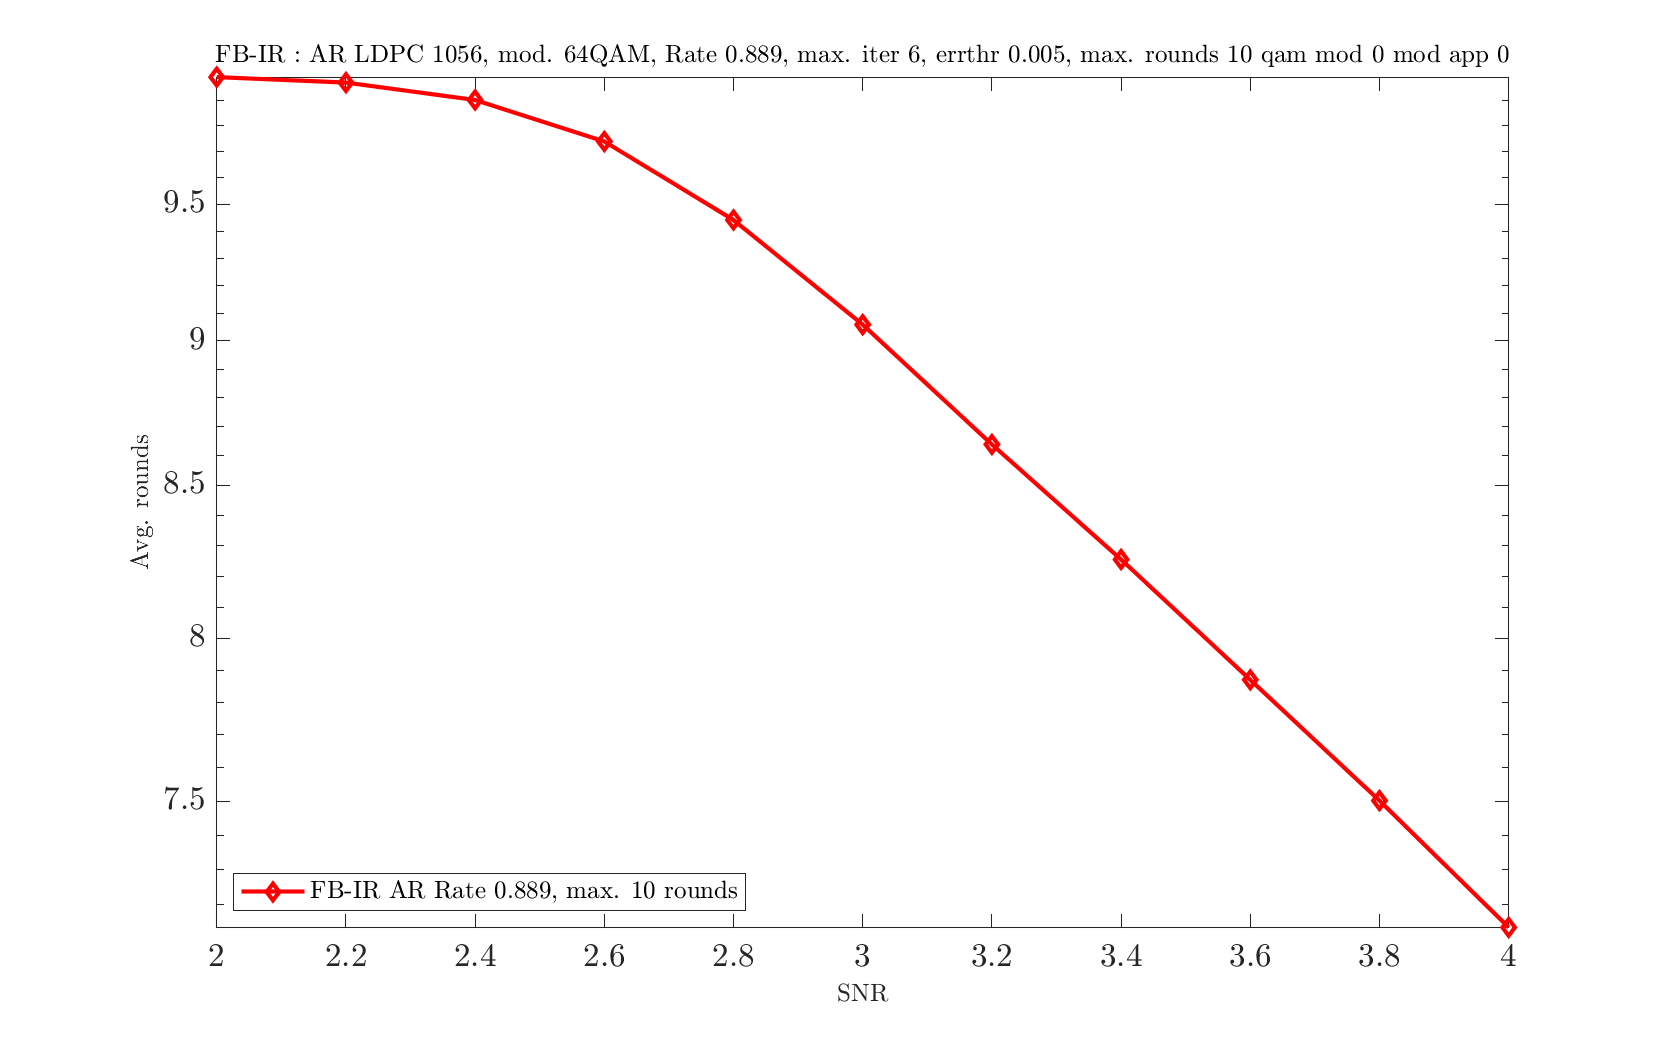 FB-IR : AR LDPC 1056, mod. 64QAM, Rate 0.889, max. iter 6, errthr 0.005, max. rounds 10 qam mod 0 mod app 0
9.5
9
8.5
8
7.5
Avg. rounds
FB-IR AR Rate 0.889, max. 10 rounds
2 2.2 2.4 2.6 2.8 3 3.2 3.4 3.6 3.8 4
SNR